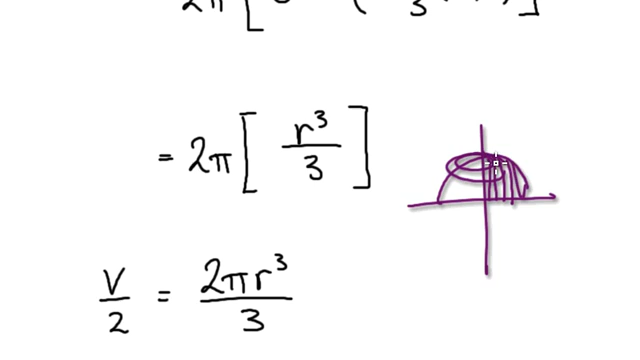 = 2π [ r³/3 ]
V/2 = 2πr³/3